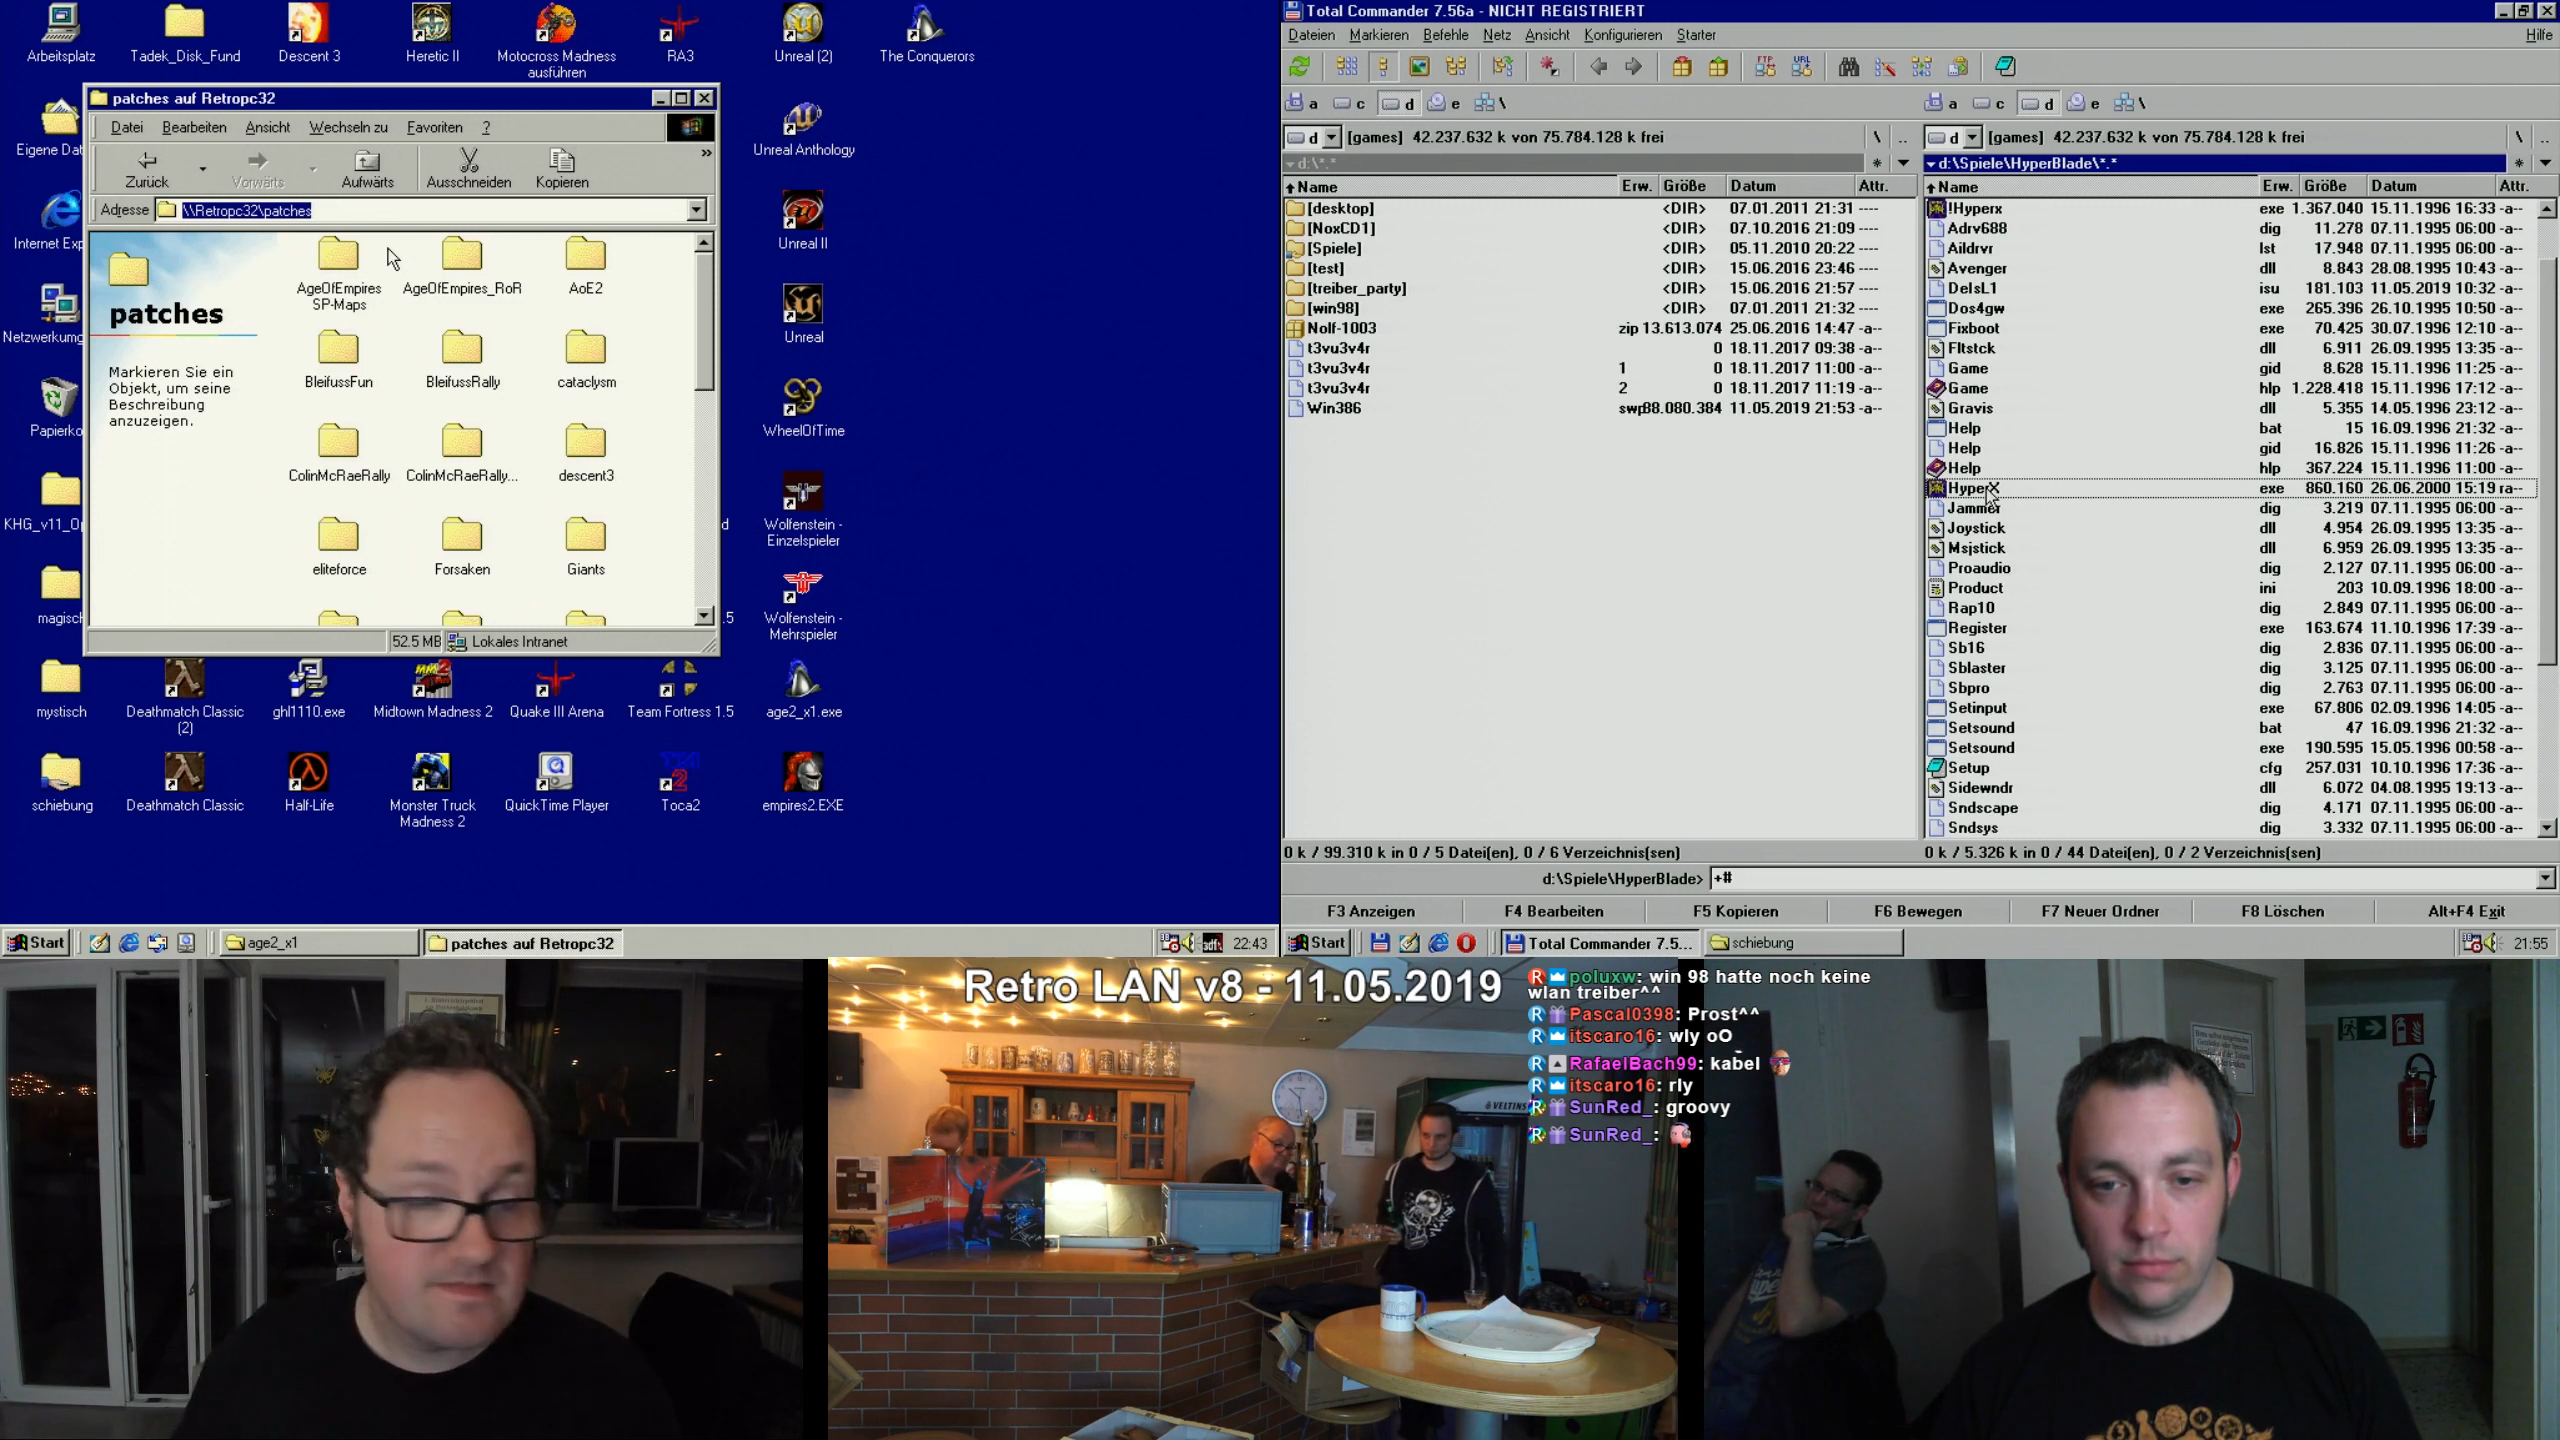 Arbeitsplatz
Tadek_Disk_Fund
Descent 3
Heretic II
Motocross Madness
ausführen
RA3
Unreal (2)
The Conquerors
patches auf Retropc32
Datei Bearbeiten Ansicht Wechseln zu Favoriten ?
Zurück Vorwärts Aufwärts Ausschneiden Kopieren »
Adresse \\Retropc32\patches
patches
Markieren Sie ein
Objekt, um seine
Beschreibung
anzuzeigen.
AgeOfEmpires
SP-Maps
AgeOfEmpires_RoR
AoE2
BleifussFun
BleifussRally
cataclysm
ColinMcRaeRally
ColinMcRaeRally...
descent3
eliteforce
Forsaken
Giants
52.5 MB Lokales Intranet
Eigene Dat
Internet Exp
Netzwerkumg
Papierko
KHG_v11_Op
magisch
Unreal Anthology
Unreal II
Unreal
WheelOfTime
d
Wolfenstein -
Einzelspieler
.5
Wolfenstein -
Mehrspieler
mystisch
Deathmatch Classic
(2)
ghl1110.exe
Midtown Madness 2
Quake III Arena
Team Fortress 1.5
age2_x1.exe
schiebung
Deathmatch Classic
Half-Life
Monster Truck
Madness 2
QuickTime Player
Toca2
empires2.EXE
Start age2_x1 patches auf Retropc32 22:43
Total Commander 7.56a - NICHT REGISTRIERT
Dateien Markieren Befehle Netz Ansicht Konfigurieren Starter Hilfe
FTP URL
a c d e \
a c d e \
d [games] 42.237.632 k von 75.784.128 k frei \ ..
d [games] 42.237.632 k von 75.784.128 k frei \ ..
d:\*.* *
d:\Spiele\HyperBlade\*.* *
Name Erw. Größe Datum Attr.
[desktop] <DIR> 07.01.2011 21:31 ----
[NoxCD1] <DIR> 07.10.2016 21:09 ----
[Spiele] <DIR> 05.11.2010 20:22 ----
[test] <DIR> 15.06.2016 23:46 ----
[treiber_party] <DIR> 15.06.2016 21:57 ----
[win98] <DIR> 07.01.2011 21:32 ----
Nolf-1003 zip 13.613.074 25.06.2016 14:47 -a--
t3vu3v4r 0 18.11.2017 09:38 -a--
t3vu3v4r 1 0 18.11.2017 11:00 -a--
t3vu3v4r 2 0 18.11.2017 11:19 -a--
Win386 swp 88.080.384 11.05.2019 21:53 -a--
Name Erw. Größe Datum Attr.
!Hyperx exe 1.367.040 15.11.1996 16:33 -a--
Adrv688 dig 11.278 07.11.1995 06:00 -a--
Aildrvr lst 17.948 07.11.1995 06:00 -a--
Avenger dll 8.843 28.08.1995 10:43 -a--
DeIsL1 isu 181.103 11.05.2019 10:32 -a--
Dos4gw exe 265.396 26.10.1995 10:50 -a--
Fixboot exe 70.425 30.07.1996 12:10 -a--
Fltstck dll 6.911 26.09.1995 13:35 -a--
Game gid 8.628 15.11.1996 11:25 -a--
Game hlp 1.228.418 15.11.1996 17:12 -a--
Gravis dll 5.355 14.05.1996 23:12 -a--
Help bat 15 16.09.1996 21:32 -a--
Help gid 16.826 15.11.1996 11:26 -a--
Help hlp 367.224 15.11.1996 11:00 -a--
HyperX exe 860.160 26.06.2000 15:19 ra--
Jammer dig 3.219 07.11.1995 06:00 -a--
Joystick dll 4.954 26.09.1995 13:35 -a--
Msjstick dll 6.959 26.09.1995 13:35 -a--
Proaudio dig 2.127 07.11.1995 06:00 -a--
Product ini 203 10.09.1996 18:00 -a--
Rap10 dig 2.849 07.11.1995 06:00 -a--
Register exe 163.674 11.10.1996 17:39 -a--
Sb16 dig 2.836 07.11.1995 06:00 -a--
Sblaster dig 3.125 07.11.1995 06:00 -a--
Sbpro dig 2.763 07.11.1995 06:00 -a--
Setinput exe 67.806 02.09.1996 14:05 -a--
Setsound bat 47 16.09.1996 21:32 -a--
Setsound exe 190.595 15.05.1996 00:58 -a--
Setup cfg 257.031 10.10.1996 17:36 -a--
Sidewndr dll 6.072 04.08.1995 19:13 -a--
Sndscape dig 4.171 07.11.1995 06:00 -a--
Sndsys dig 3.332 07.11.1995 06:00 -a--
0 k / 99.310 k in 0 / 5 Datei(en), 0 / 6 Verzeichnis(sen)
0 k / 5.326 k in 0 / 44 Datei(en), 0 / 2 Verzeichnis(sen)
d:\Spiele\HyperBlade> +#
F3 Anzeigen F4 Bearbeiten F5 Kopieren F6 Bewegen F7 Neuer Ordner F8 Löschen Alt+F4 Exit
Start Total Commander 7.5... schiebung 21:55
Retro LAN v8 - 11.05.2019
poluxw: win 98 hatte noch keine
wlan treiber^^
Pascal0398: Prost^^
itscaro16: wly oO
RafaelBach99: kabel
itscaro16: rly
SunRed_: groovy
SunRed_:
VELTINS